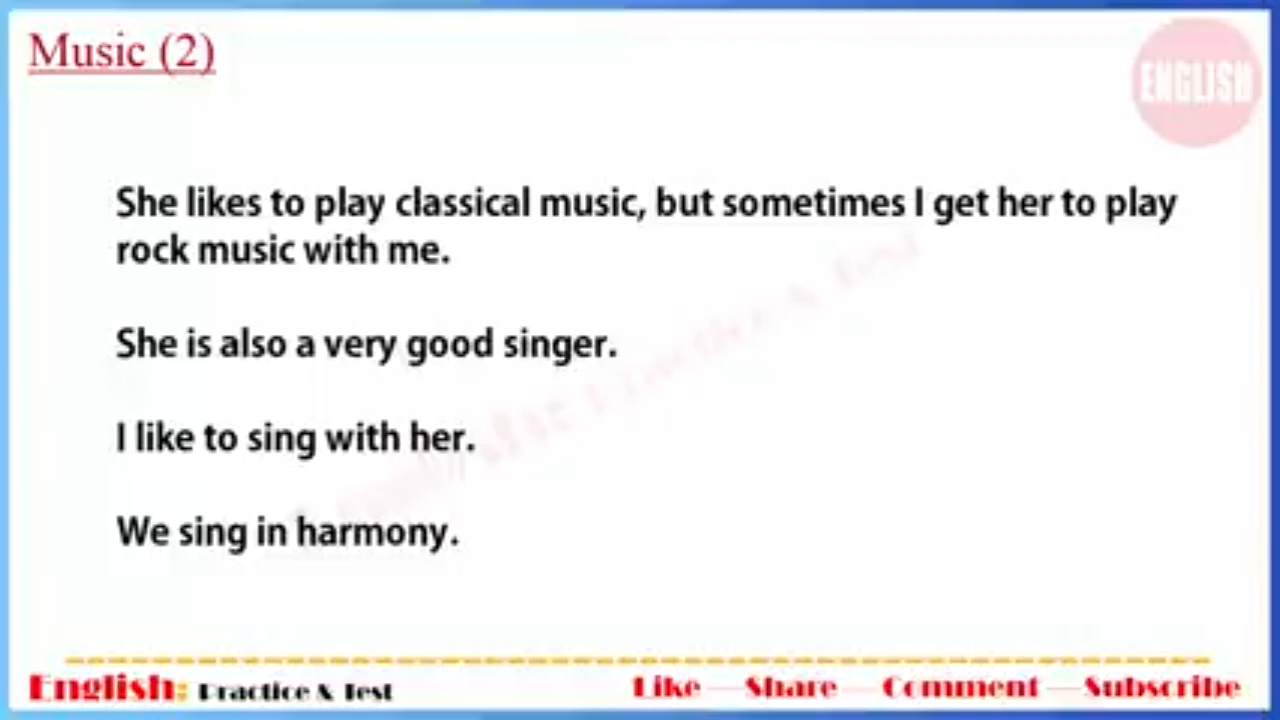 Music (2)
ENGLISH
She likes to play classical music, but sometimes I get her to play
rock music with me.
She is also a very good singer.
I like to sing with her.
We sing in harmony.
English: Practice & Test
Like — Share — Comment — Subscribe